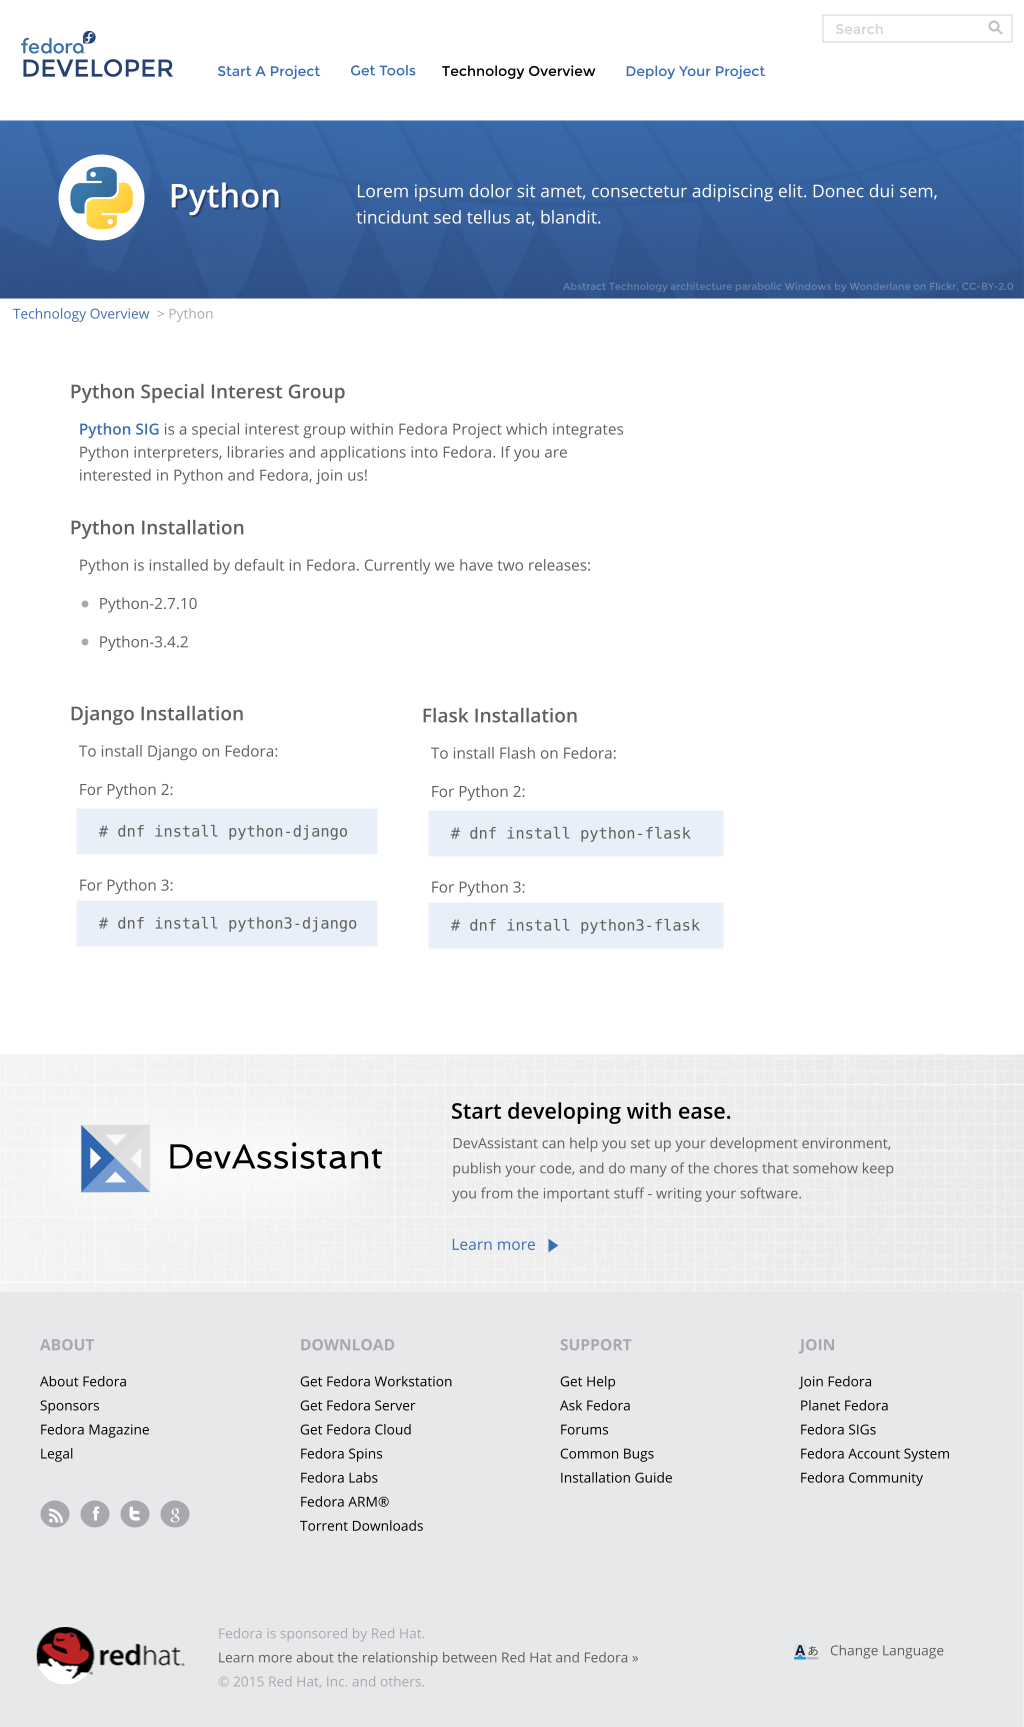 Search
fedora
DEVELOPER
Start A Project
Get Tools
Technology Overview
Deploy Your Project
Python
Lorem ipsum dolor sit amet, consectetur adipiscing elit. Donec dui sem,
tincidunt sed tellus at, blandit.
Abstract Technology architecture parabolic Windows by Wonderlane on Flickr, CC-BY-2.0
Technology Overview > Python
Python Special Interest Group
Python SIG is a special interest group within Fedora Project which integrates
Python interpreters, libraries and applications into Fedora. If you are
interested in Python and Fedora, join us!
Python Installation
Python is installed by default in Fedora. Currently we have two releases:
Python-2.7.10
Python-3.4.2
Django Installation
To install Django on Fedora:
For Python 2:
# dnf install python-django
For Python 3:
# dnf install python3-django
Flask Installation
To install Flash on Fedora:
For Python 2:
# dnf install python-flask
For Python 3:
# dnf install python3-flask
DevAssistant
Start developing with ease.
DevAssistant can help you set up your development environment,
publish your code, and do many of the chores that somehow keep
you from the important stuff - writing your software.
Learn more
ABOUT
About Fedora
Sponsors
Fedora Magazine
Legal
DOWNLOAD
Get Fedora Workstation
Get Fedora Server
Get Fedora Cloud
Fedora Spins
Fedora Labs
Fedora ARM®
Torrent Downloads
SUPPORT
Get Help
Ask Fedora
Forums
Common Bugs
Installation Guide
JOIN
Join Fedora
Planet Fedora
Fedora SIGs
Fedora Account System
Fedora Community
redhat.
Fedora is sponsored by Red Hat.
Learn more about the relationship between Red Hat and Fedora »
© 2015 Red Hat, Inc. and others.
Aあ Change Language